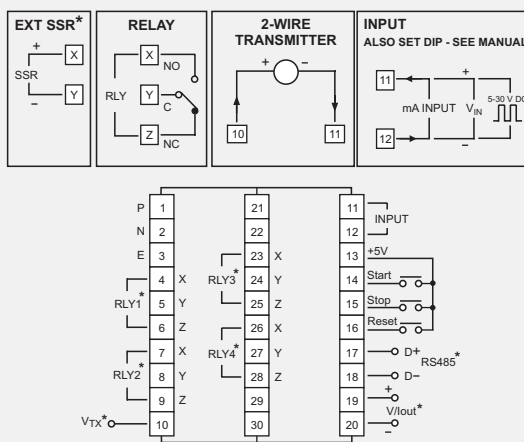 EXT SSR*
+
SSR
–
X
Y
RELAY
X
NO
RLY
Y
C
Z
NC
2-WIRE
TRANSMITTER
+ –
10 11
INPUT
ALSO SET DIP - SEE MANUAL
11 +
mA INPUT VIN 5-30 V DC
12 –
P 1 21 11
INPUT
N 2 22 12
E 3 23 X 13 +5V
4 X RLY3* 24 Y 14 Start
RLY1* 5 Y 25 Z 15 Stop
6 Z 26 X 16 Reset
7 X RLY4* 27 Y 17 D+
RS485*
RLY2* 8 Y 28 Z 18 D–
9 Z 29 19 +
V/Iout*
VTX* 10 30 20 –